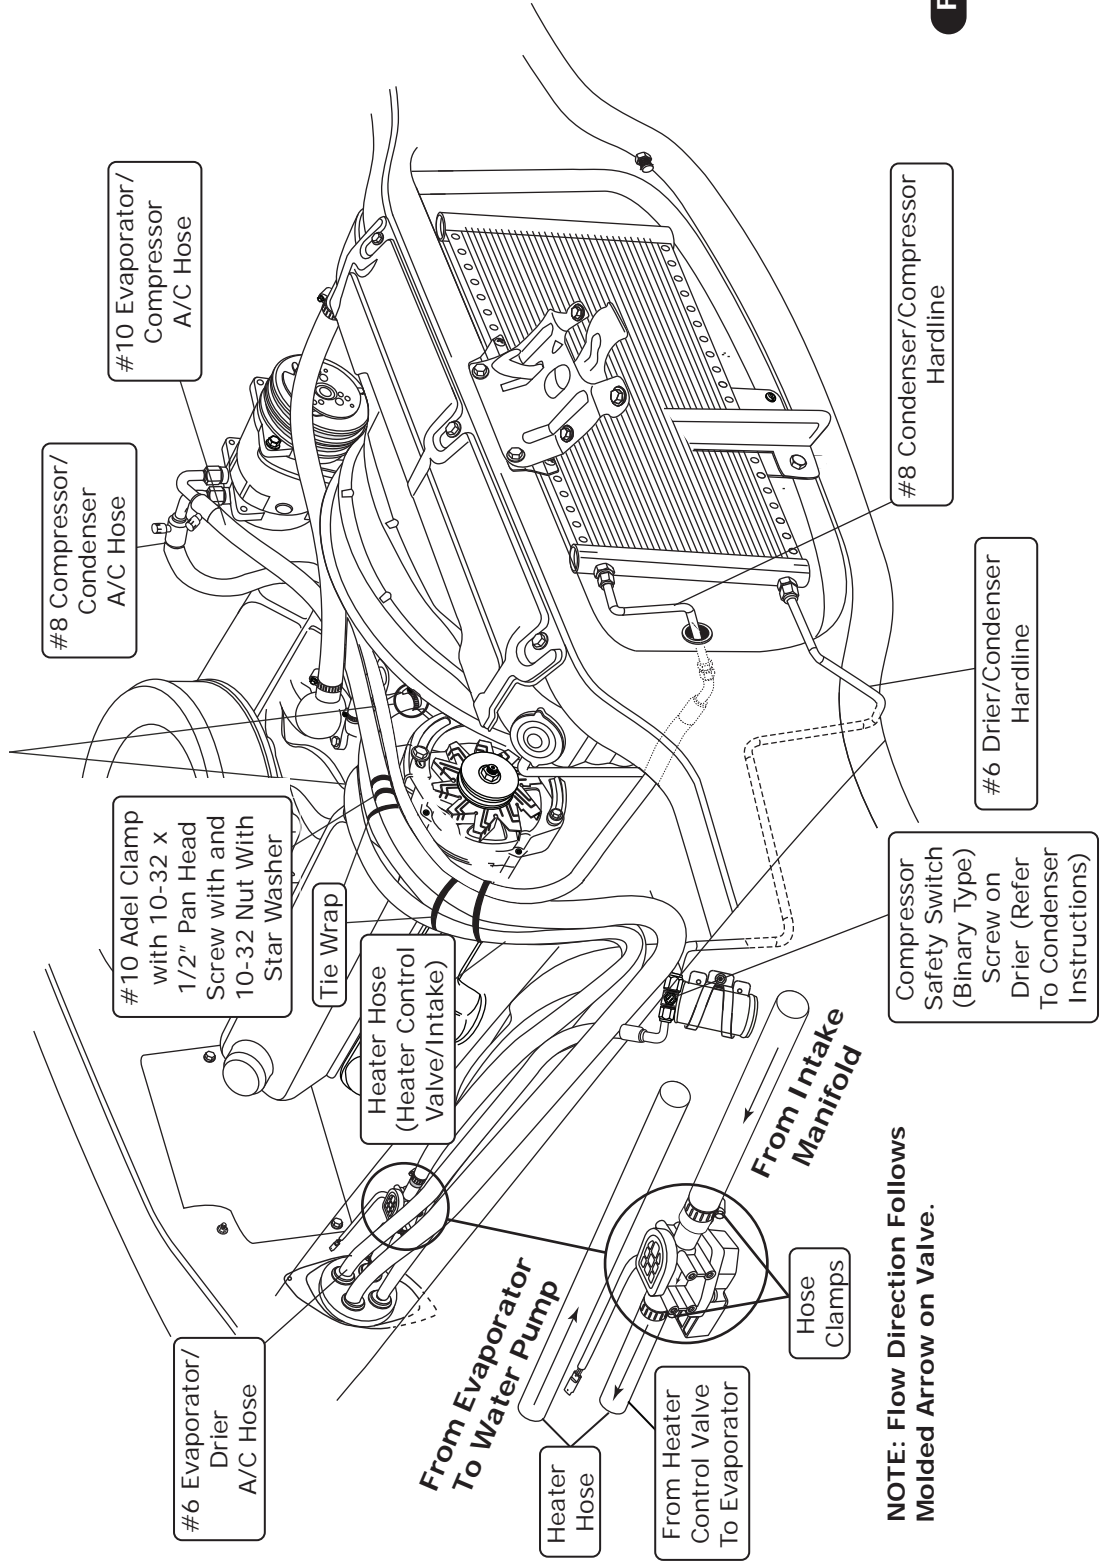 #10 Evaporator/
Compressor
A/C Hose
#8 Compressor/
Condenser
A/C Hose
#8 Condenser/Compressor
Hardline
#6 Drier/Condenser
Hardline
#10 Adel Clamp
with 10-32 x
1/2" Pan Head
Screw with and
10-32 Nut With
Star Washer
Tie Wrap
Heater Hose
(Heater Control
Valve/Intake)
Compressor
Safety Switch
(Binary Type)
Screw on
Drier (Refer
To Condenser
Instructions)
#6 Evaporator/
Drier
A/C Hose
From Evaporator
To Water Pump
From Intake
Manifold
Heater
Hose
From Heater
Control Valve
To Evaporator
Hose
Clamps
NOTE: Flow Direction Follows
Molded Arrow on Valve.